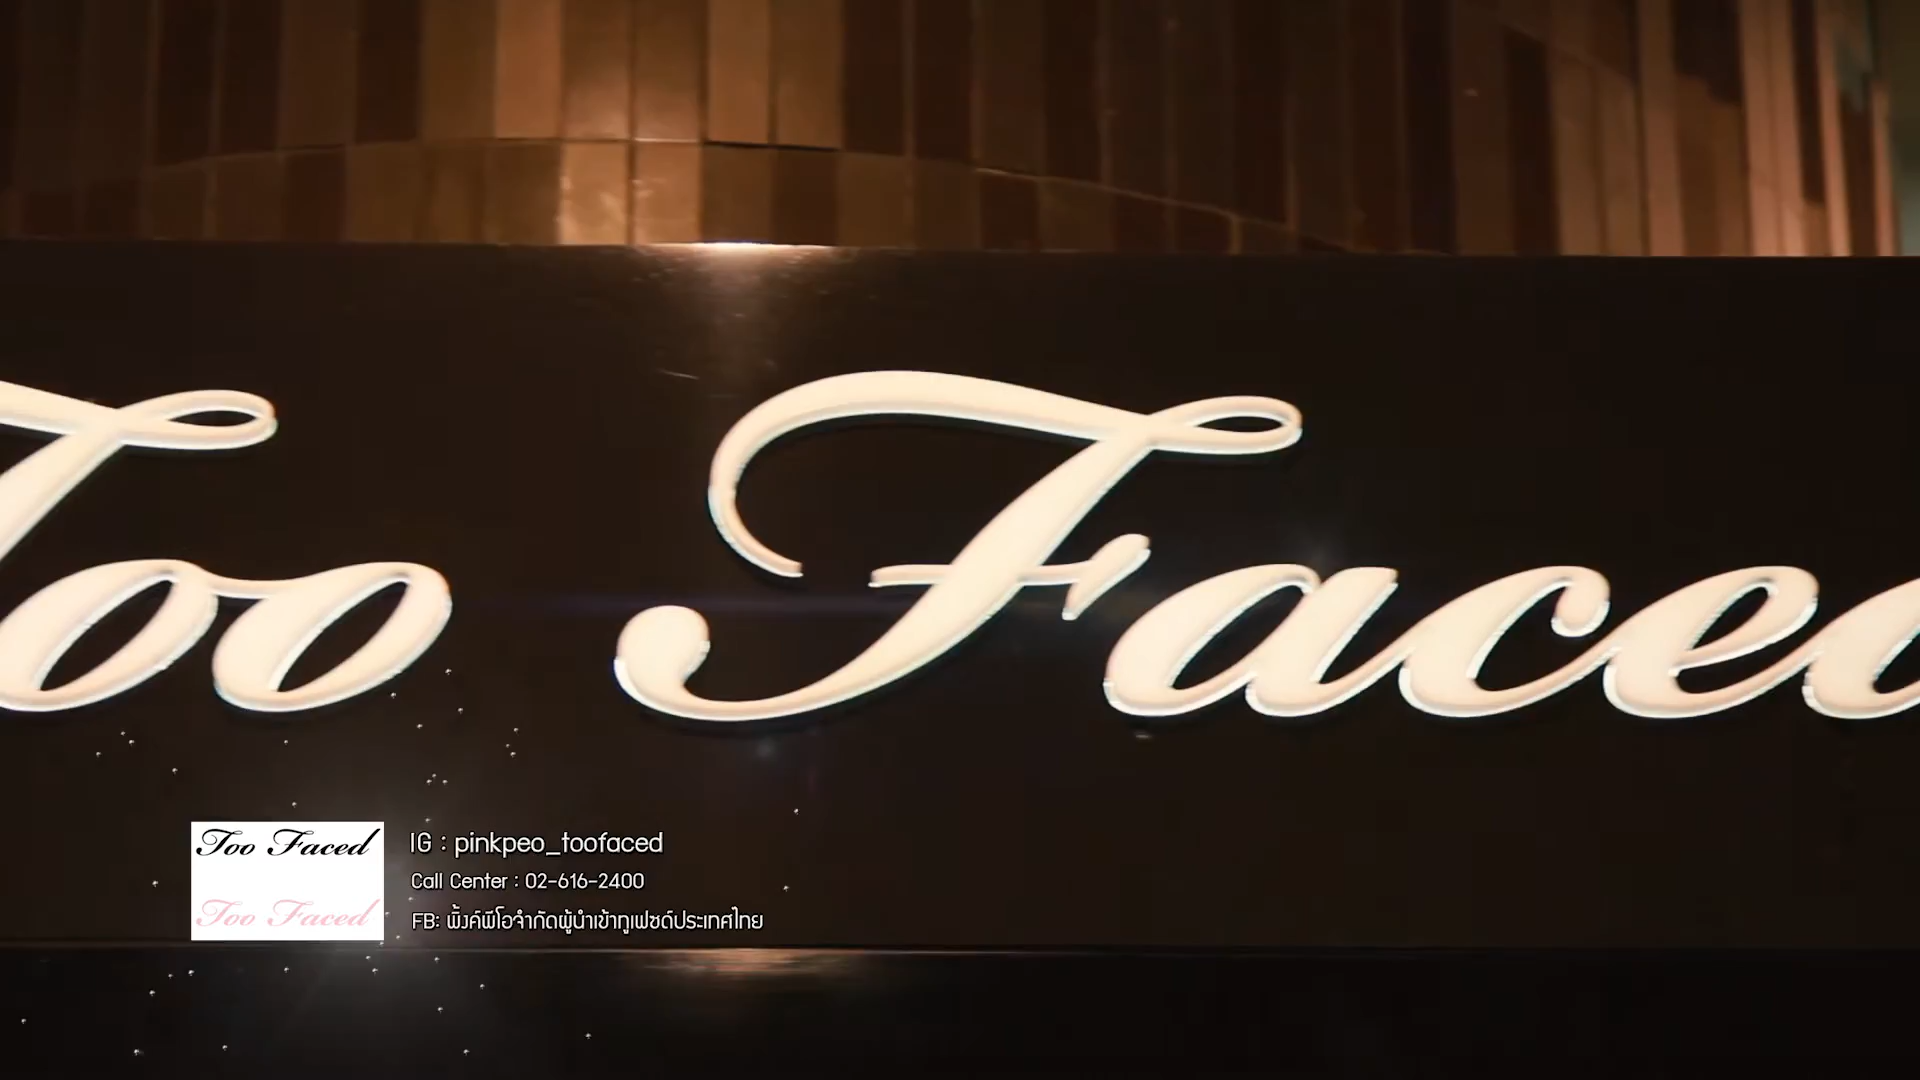 Too Faced
Too Faced
IG : pinkpeo_toofaced
Call Center : 02-616-2400
Too Faced
FB: พิ้งค์พีโอจำกัดผู้นำเข้าทูเฟซด์ประเทศไทย